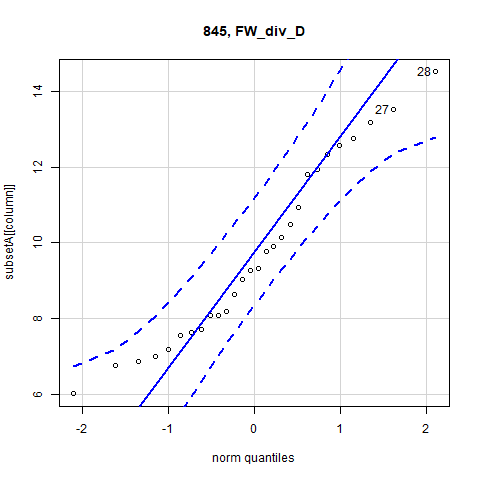 845, FW_div_D
subsetA[[column]]
14
12
10
8
6
28
27
-2 -1 0 1 2
norm quantiles